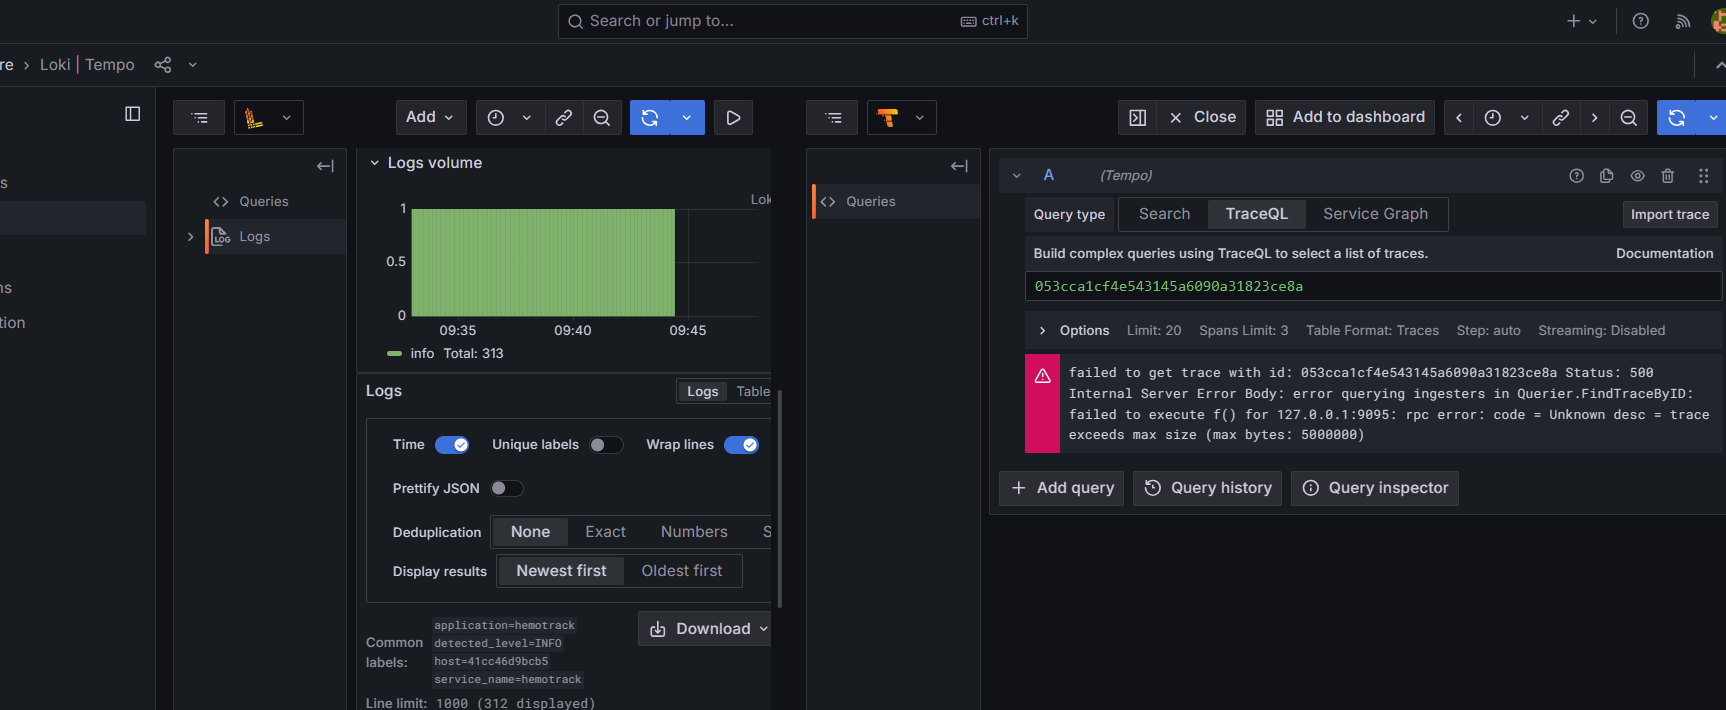 Search or jump to...
ctrl+k
re › Loki | Tempo
s
ns
tion
Add
Queries
Logs
Logs volume
Lok
1
0.5
0
09:35
09:40
09:45
info Total: 313
Logs
Logs
Table
Time
Unique labels
Wrap lines
Prettify JSON
Deduplication
None
Exact
Numbers
S
Display results
Newest first
Oldest first
Common labels:
application=hemotrack
detected_level=INFO
host=41cc46d9bcb5
service_name=hemotrack
Download
Line limit: 1000 (312 displayed)
Close
Add to dashboard
Queries
A (Tempo)
Query type
Search
TraceQL
Service Graph
Import trace
Build complex queries using TraceQL to select a list of traces.
Documentation
053cca1cf4e543145a6090a31823ce8a
Options Limit: 20 Spans Limit: 3 Table Format: Traces Step: auto Streaming: Disabled
failed to get trace with id: 053cca1cf4e543145a6090a31823ce8a Status: 500
Internal Server Error Body: error querying ingesters in Querier.FindTraceByID:
failed to execute f() for 127.0.0.1:9095: rpc error: code = Unknown desc = trace
exceeds max size (max bytes: 5000000)
Add query
Query history
Query inspector